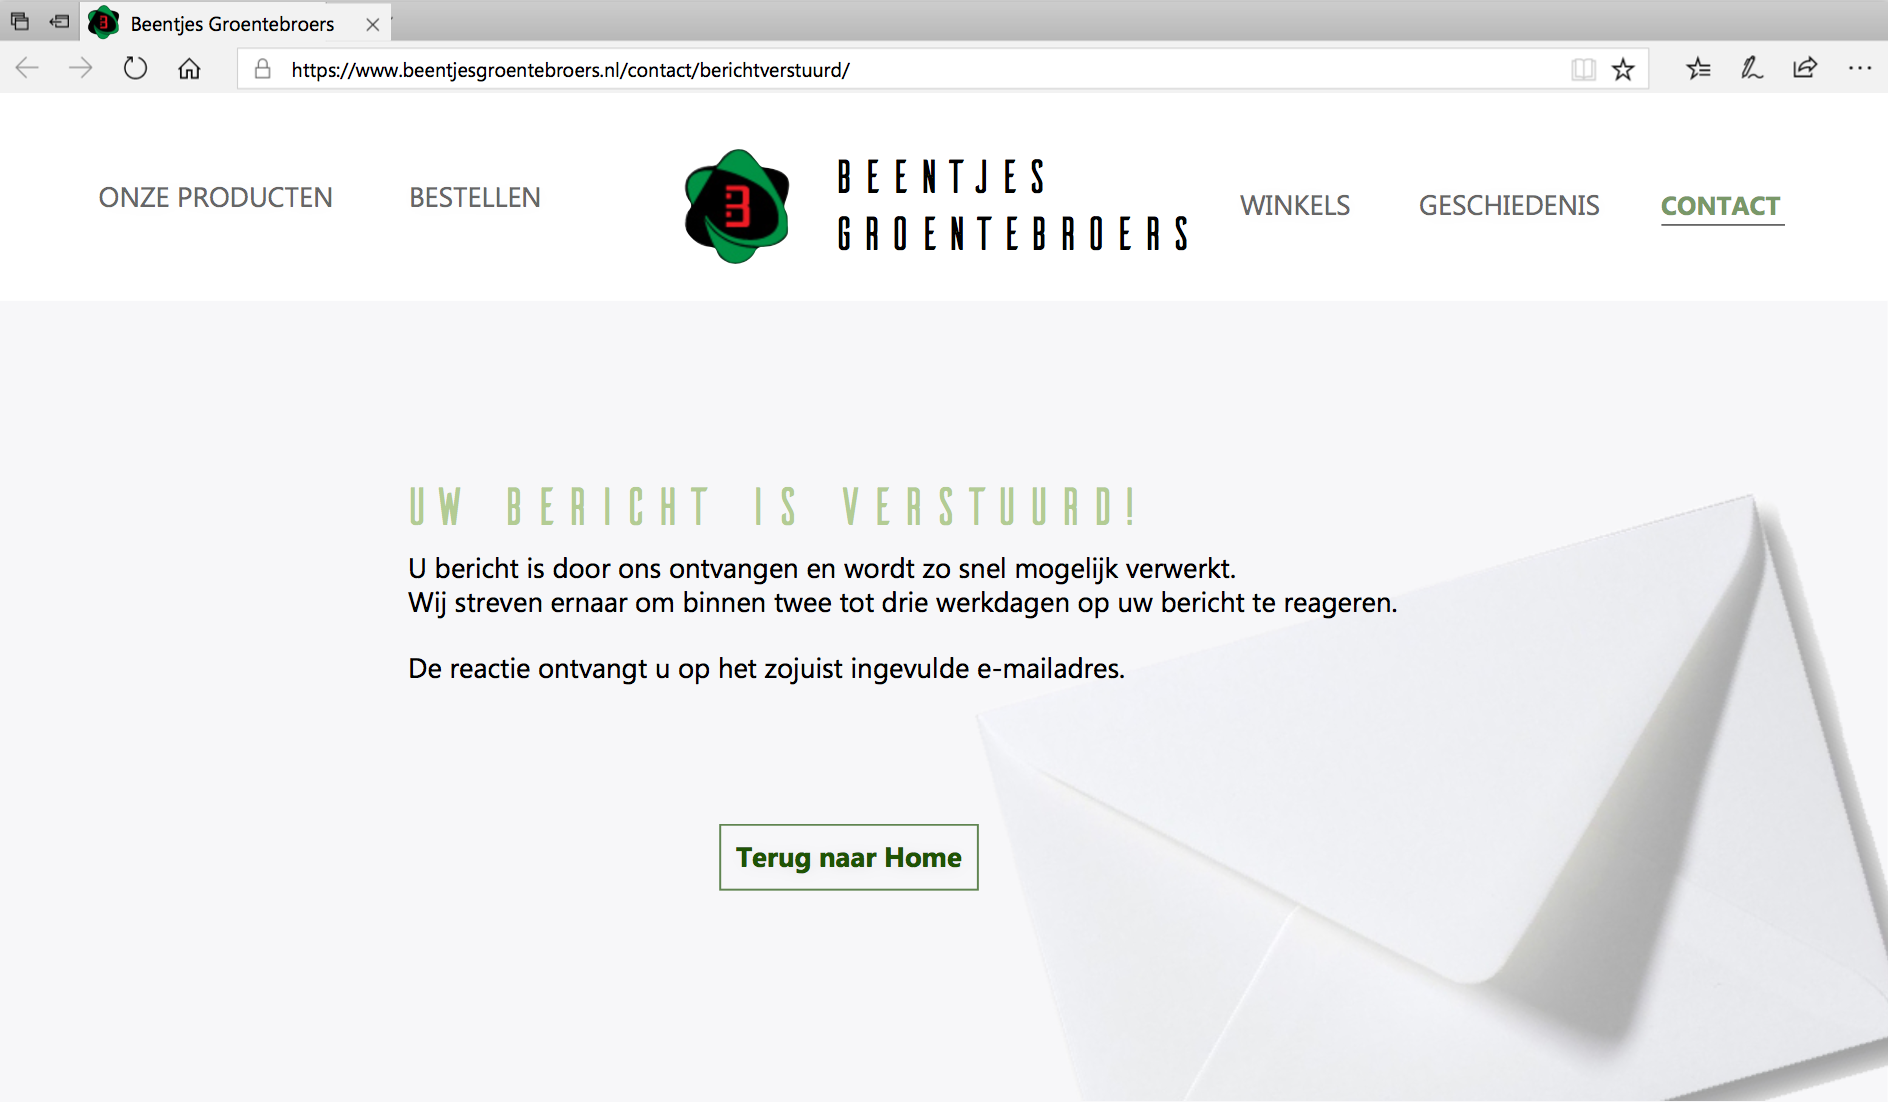 Beentjes Groentebroers
https://www.beentjesgroentebroers.nl/contact/berichtverstuurd/
ONZE PRODUCTEN
BESTELLEN
B
BEENTJES
GROENTEBROERS
WINKELS
GESCHIEDENIS
CONTACT
UW BERICHT IS VERSTUURD!
U bericht is door ons ontvangen en wordt zo snel mogelijk verwerkt.
Wij streven ernaar om binnen twee tot drie werkdagen op uw bericht te reageren.
De reactie ontvangt u op het zojuist ingevulde e-mailadres.
Terug naar Home